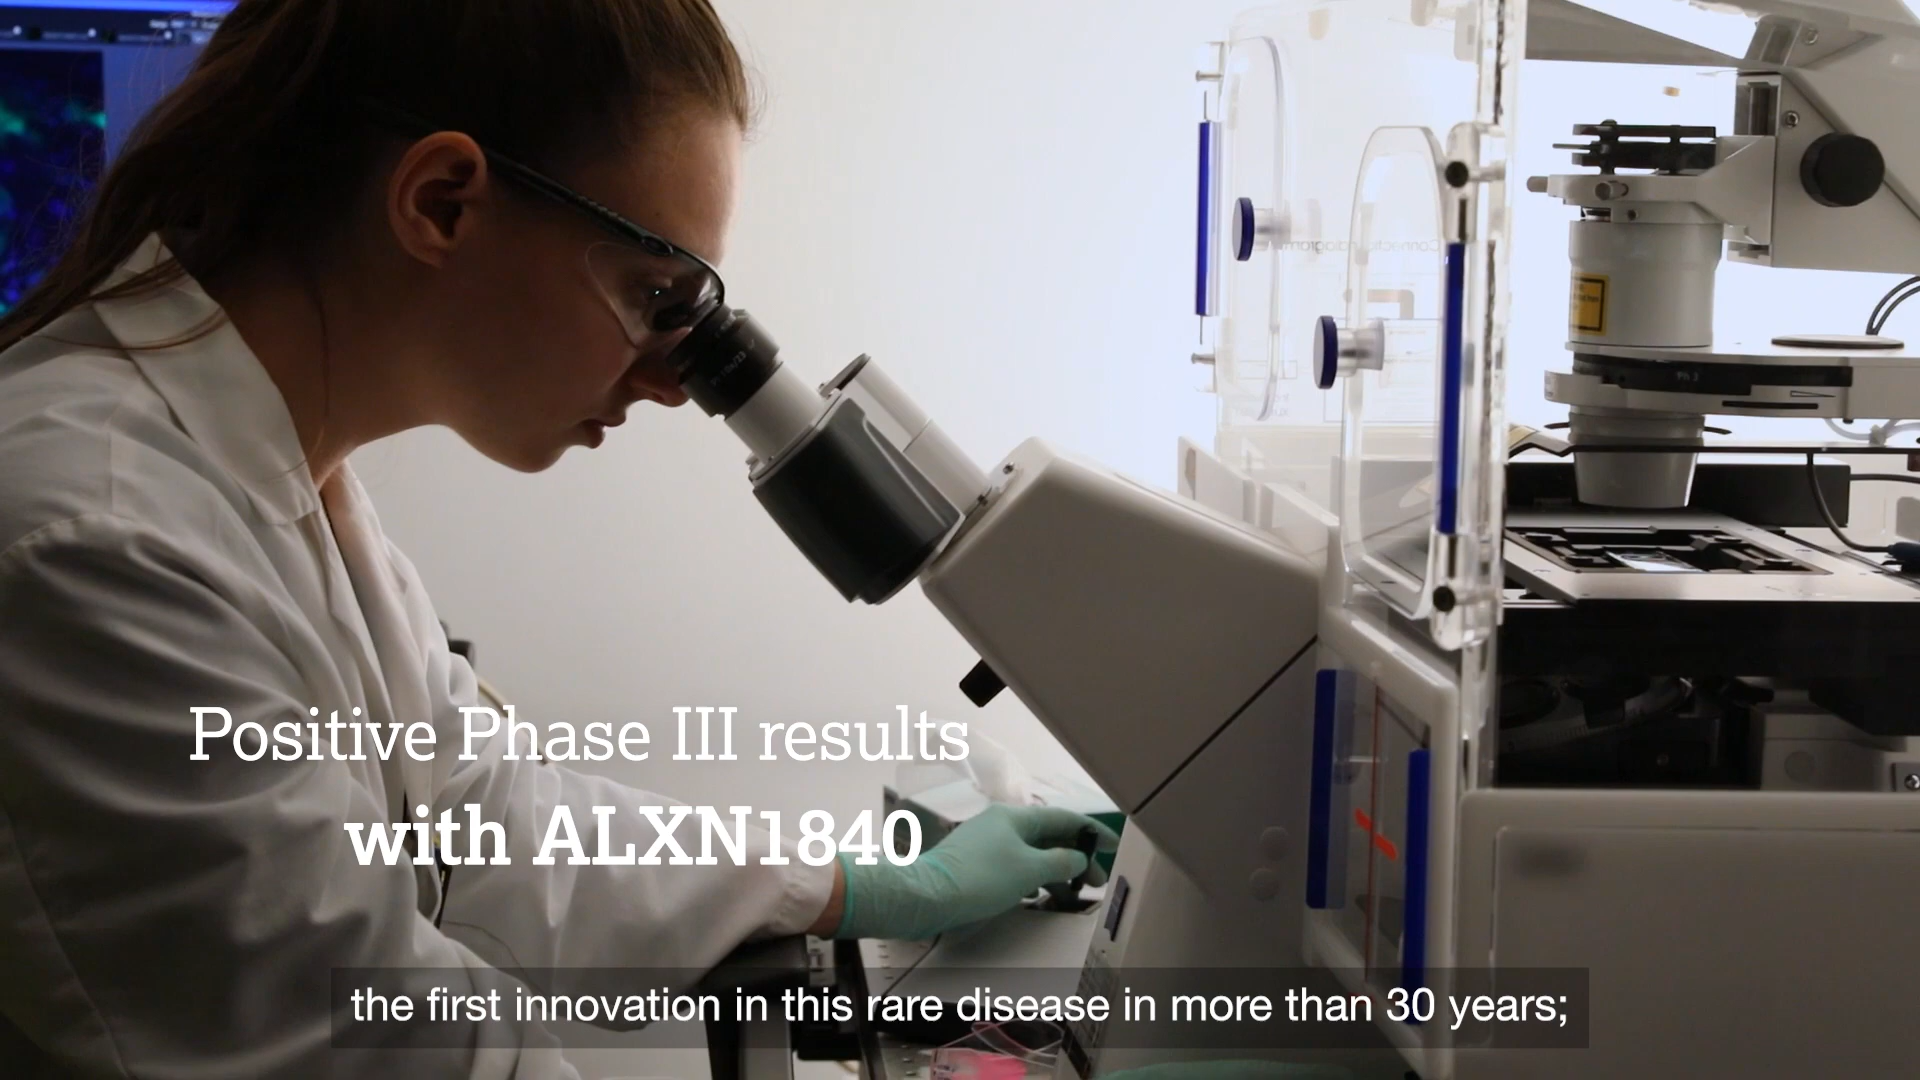 Positive Phase III results
with ALXN1840
the first innovation in this rare disease in more than 30 years;